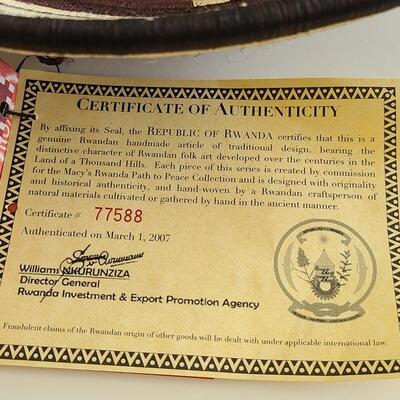 CERTIFICATE OF AUTHENTICITY
By affixing its Seal, the REPUBLIC OF RWANDA certifies that this is a
genuine Rwandan handmade article of traditional design, bearing the
distinctive character of Rwandan folk art developed over the centuries in the
Land of a Thousand Hills. Each piece of this series is created by commission
for the Macy's Rwanda Path to Peace Collection and is designed with originality
and historical authenticity, and hand-woven by a Rwandan craftsperson of
natural materials cultivated or gathered by hand in the ancient manner.
Certificate # 77588
Authenticated on March 1, 2007
Williams NKURUNZIZA
Director General
Rwanda Investment & Export Promotion Agency
Fraudulent claims of the Rwandan origin of other goods will be dealt with under applicable international law.